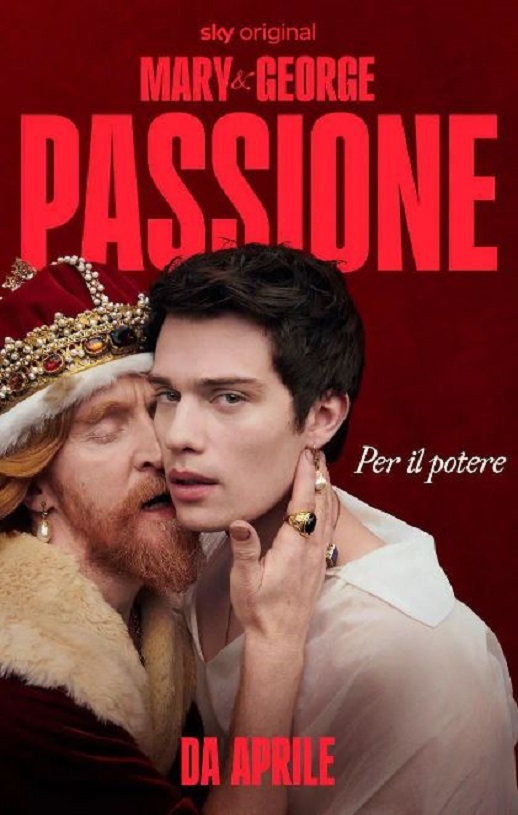 sky original
MARY & GEORGE
PASSIONE
Per il potere
DA APRILE